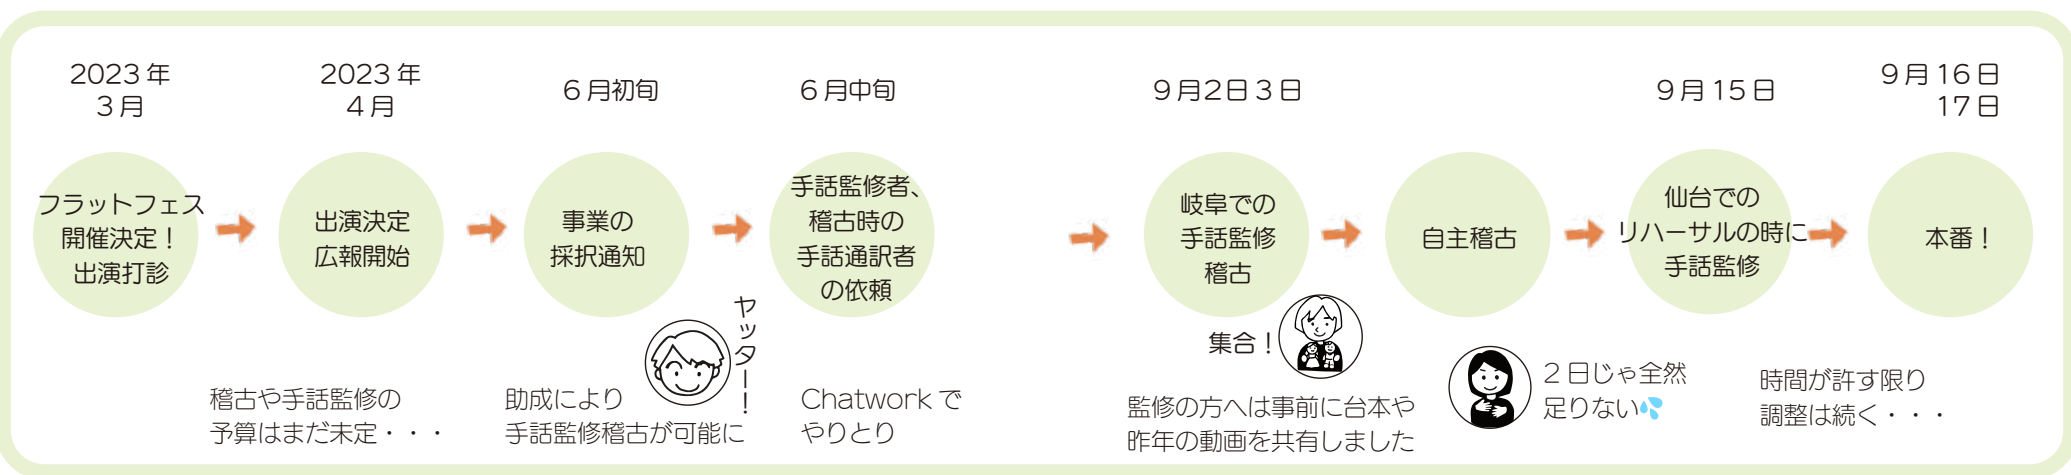 2023年
3月
2023年
4月
6月初旬
6月中旬
9月2日3日
9月15日
9月16日
17日
フラットフェス
開催決定！
出演打診
出演決定
広報開始
事業の
採択通知
手話監修者、
稽古時の
手話通訳者
の依頼
岐阜での
手話監修
稽古
自主稽古
仙台での
リハーサルの時に
手話監修
本番！
ヤッター！
集合！
稽古や手話監修の
予算はまだ未定・・・
助成により
手話監修稽古が可能に
Chatworkで
やりとり
監修の方へは事前に台本や
昨年の動画を共有しました
2日じゃ全然
足りない💦
時間が許す限り
調整は続く・・・